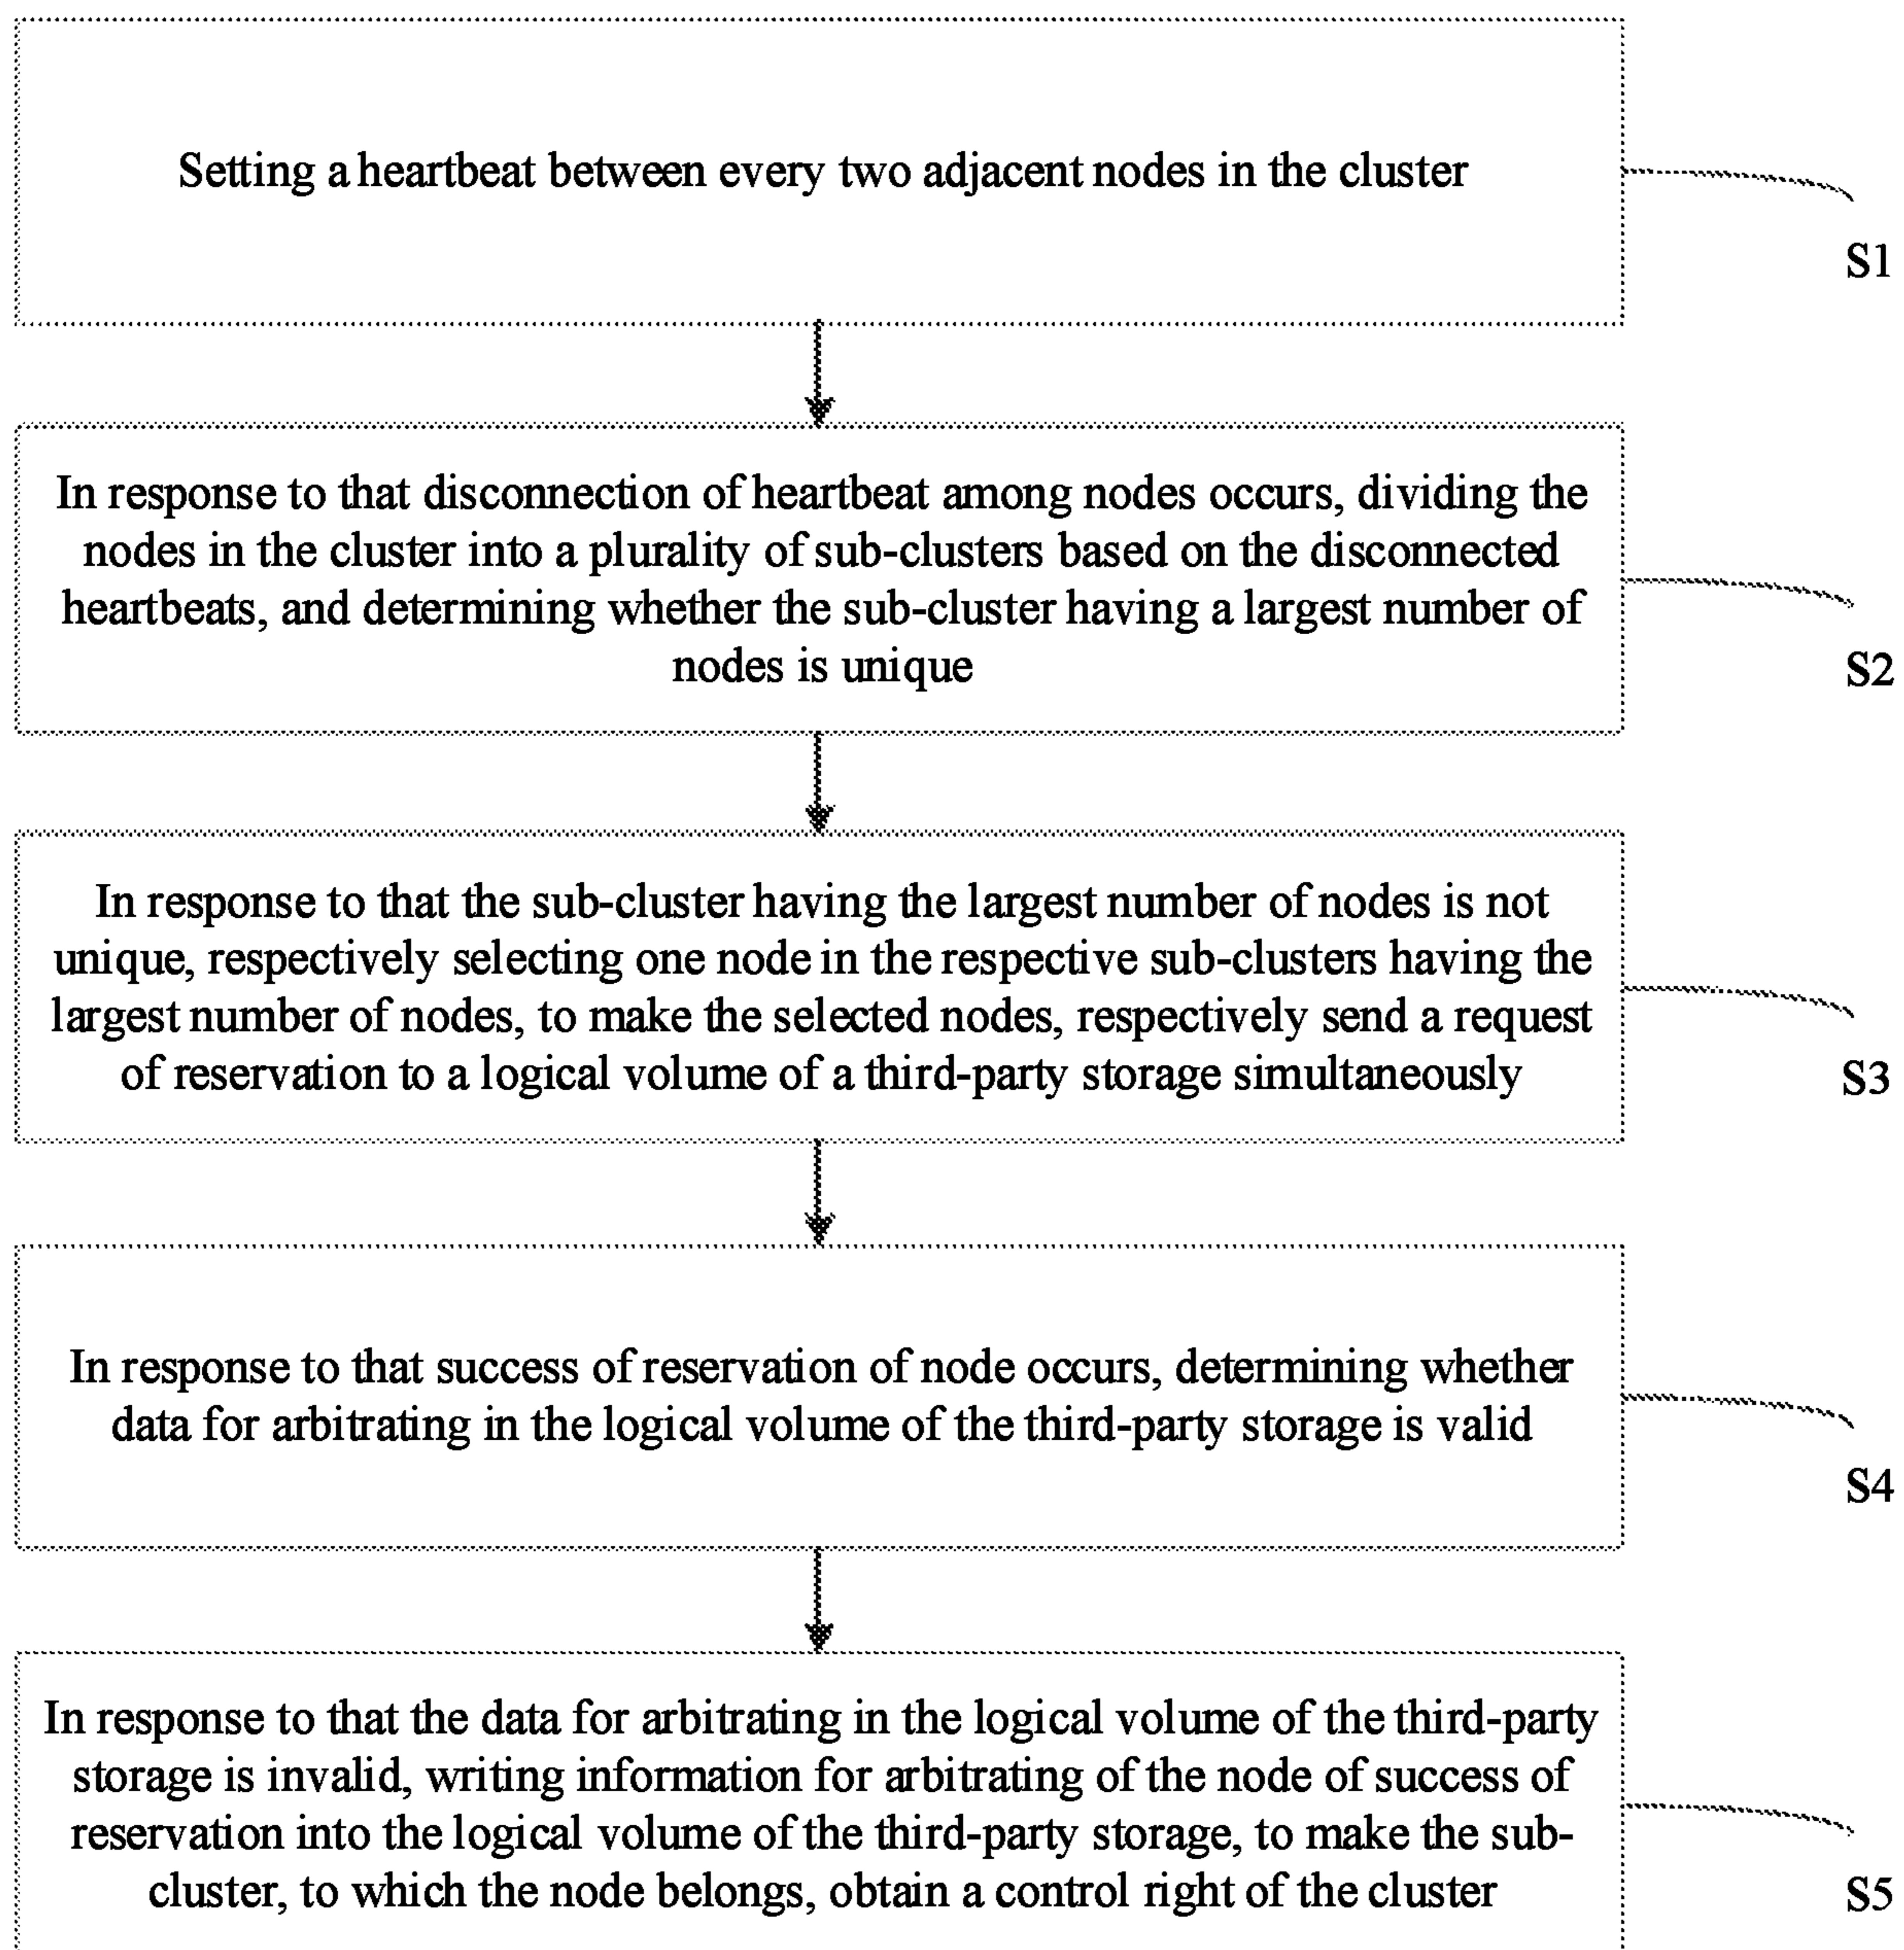 Setting a heartbeat between every two adjacent nodes in the cluster
S1
In response to that disconnection of heartbeat among nodes occurs, dividing the
nodes in the cluster into a plurality of sub-clusters based on the disconnected
heartbeats, and determining whether the sub-cluster having a largest number of
nodes is unique
S2
In response to that the sub-cluster having the largest number of nodes is not
unique, respectively selecting one node in the respective sub-clusters having the
largest number of nodes, to make the selected nodes, respectively send a request
of reservation to a logical volume of a third-party storage simultaneously
S3
In response to that success of reservation of node occurs, determining whether
data for arbitrating in the logical volume of the third-party storage is valid
S4
In response to that the data for arbitrating in the logical volume of the third-party
storage is invalid, writing information for arbitrating of the node of success of
reservation into the logical volume of the third-party storage, to make the sub-
cluster, to which the node belongs, obtain a control right of the cluster
S5